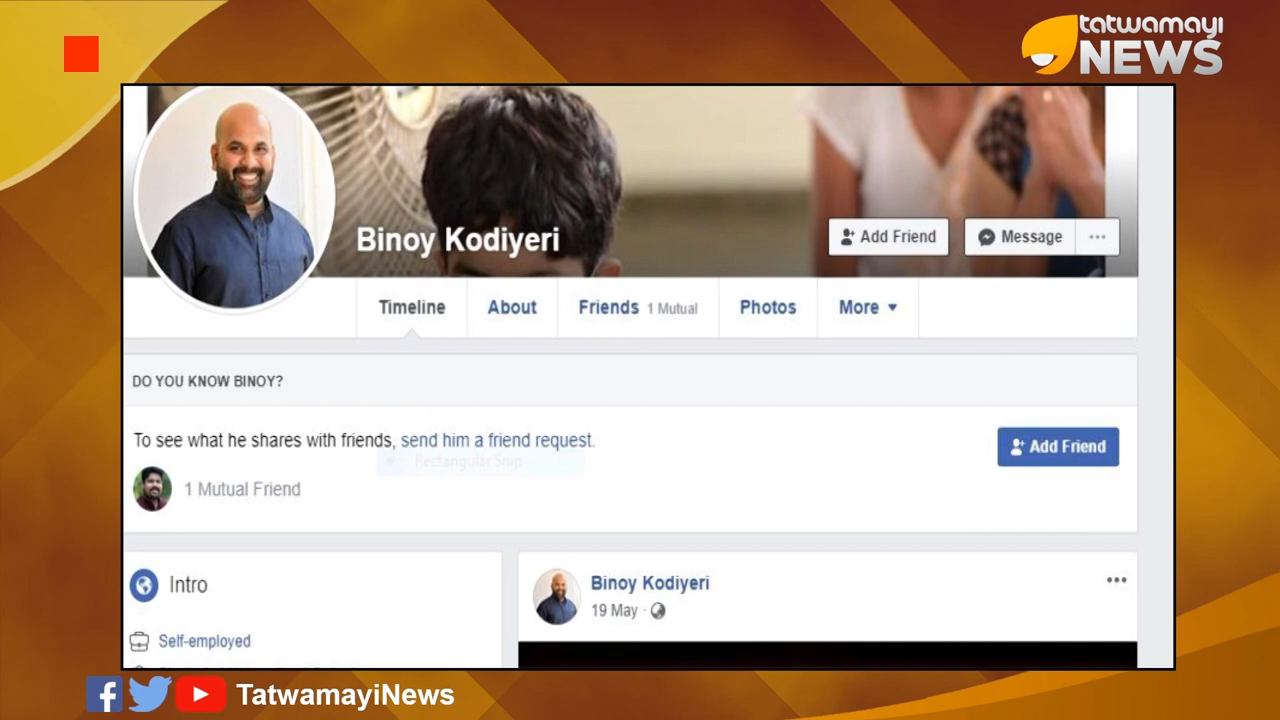 tatwamayi
NEWS
Binoy Kodiyeri
Add Friend
Message
Timeline
About
Friends 1 Mutual
Photos
More
DO YOU KNOW BINOY?
To see what he shares with friends, send him a friend request.
Rectangular Snip
Add Friend
1 Mutual Friend
Intro
Self-employed
Binoy Kodiyeri
19 May
TatwamayiNews